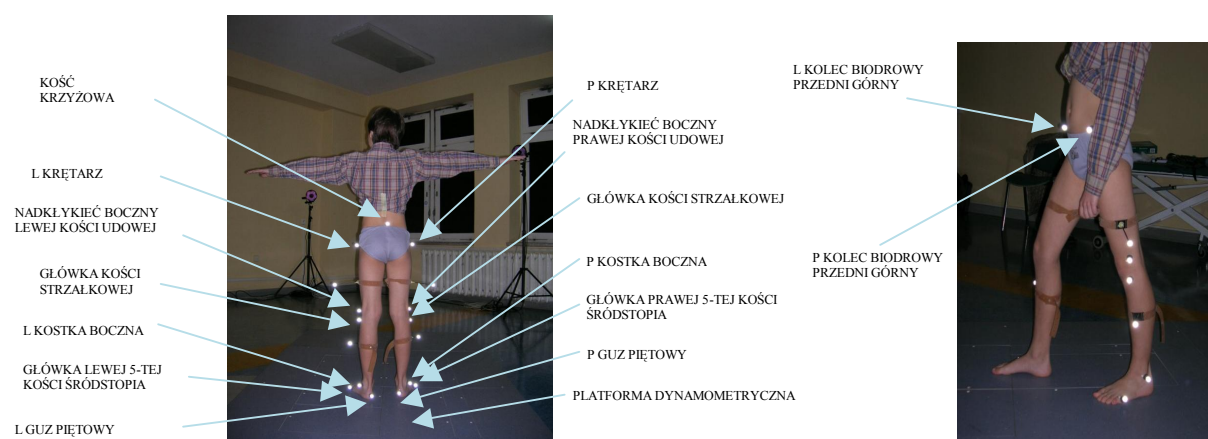 KOŚĆ
KRZYŻOWA
L KRĘTARZ
NADKŁYKIEĆ BOCZNY
LEWEJ KOŚCI UDOWEJ
GŁÓWKA KOŚCI
STRZAŁKOWEJ
L KOSTKA BOCZNA
GŁÓWKA LEWEJ 5-TEJ
KOŚCI ŚRÓDSTOPIA
L GUZ PIĘTOWY
P KRĘTARZ
NADKŁYKIEĆ BOCZNY
PRAWEJ KOŚCI UDOWEJ
GŁÓWKA KOŚCI STRZAŁKOWEJ
P KOSTKA BOCZNA
GŁÓWKA PRAWEJ 5-TEJ KOŚCI
ŚRÓDSTOPIA
P GUZ PIĘTOWY
PLATFORMA DYNAMOMETRYCZNA
L KOLEC BIODROWY
PRZEDNI GÓRNY
P KOLEC BIODROWY
PRZEDNI GÓRNY